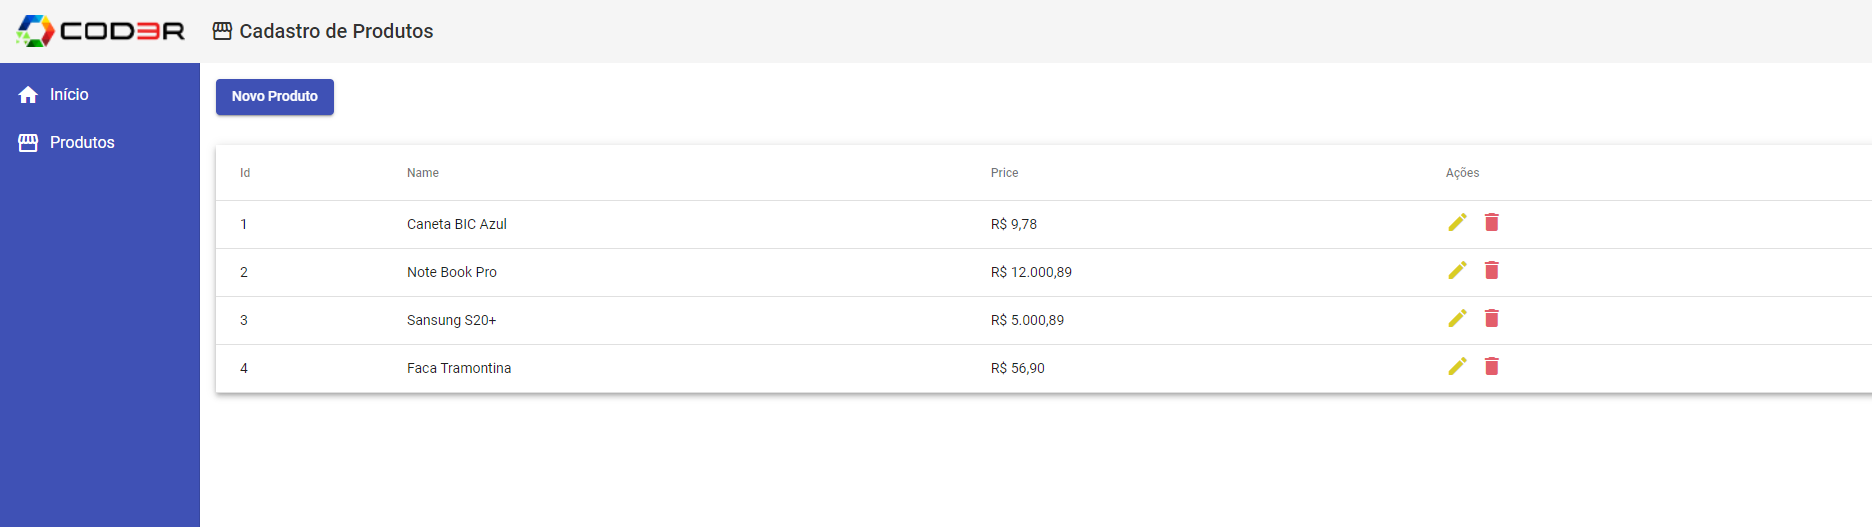 COD3R Cadastro de Produtos
Início
Produtos
Novo Produto
Id Name Price Ações
1 Caneta BIC Azul R$ 9,78
2 Note Book Pro R$ 12.000,89
3 Sansung S20+ R$ 5.000,89
4 Faca Tramontina R$ 56,90